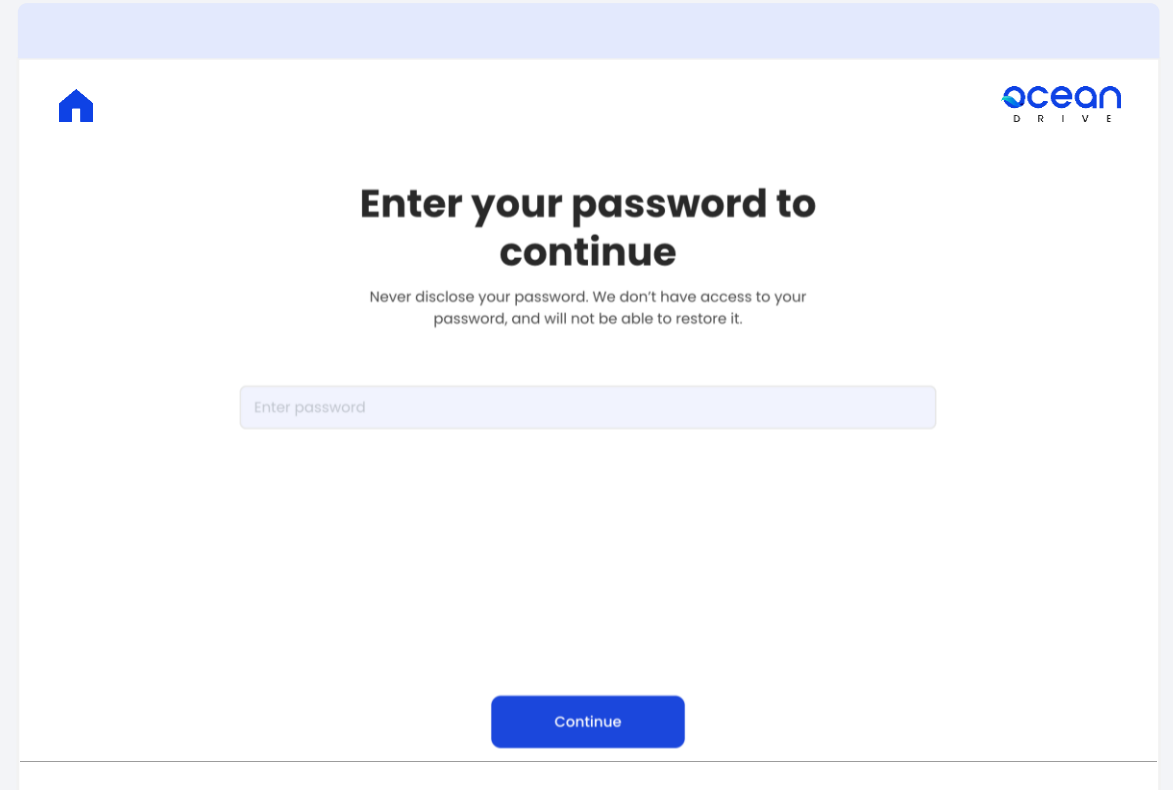 ocean
DRIVE
Enter your password to
continue
Never disclose your password. We don't have access to your
password, and will not be able to restore it.
Enter password
Continue